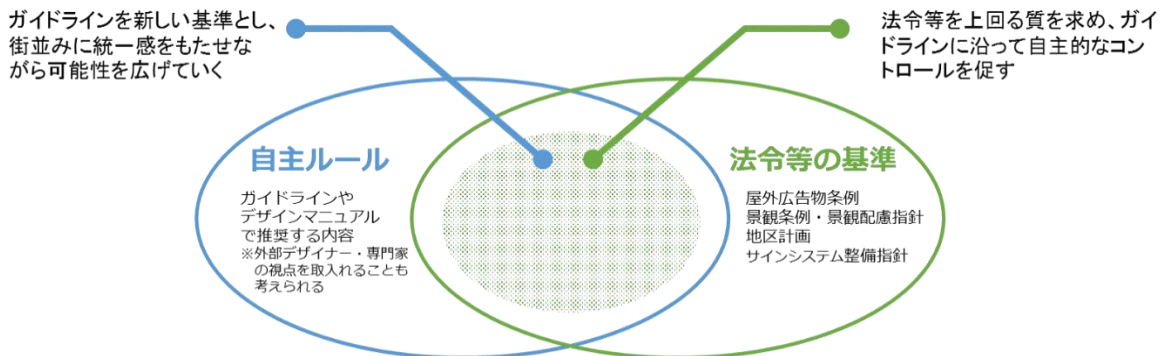 ガイドラインを新しい基準とし、
街並みに統一感をもたせな
がら可能性を広げていく
法令等を上回る質を求め、ガイ
ドラインに沿って自主的なコン
トロールを促す
自主ルール
ガイドラインや
デザインマニュアル
で推奨する内容
※外部デザイナー・専門家
の視点を取入れることも
考えられる
法令等の基準
屋外広告物条例
景観条例・景観配慮指針
地区計画
サインシステム整備指針